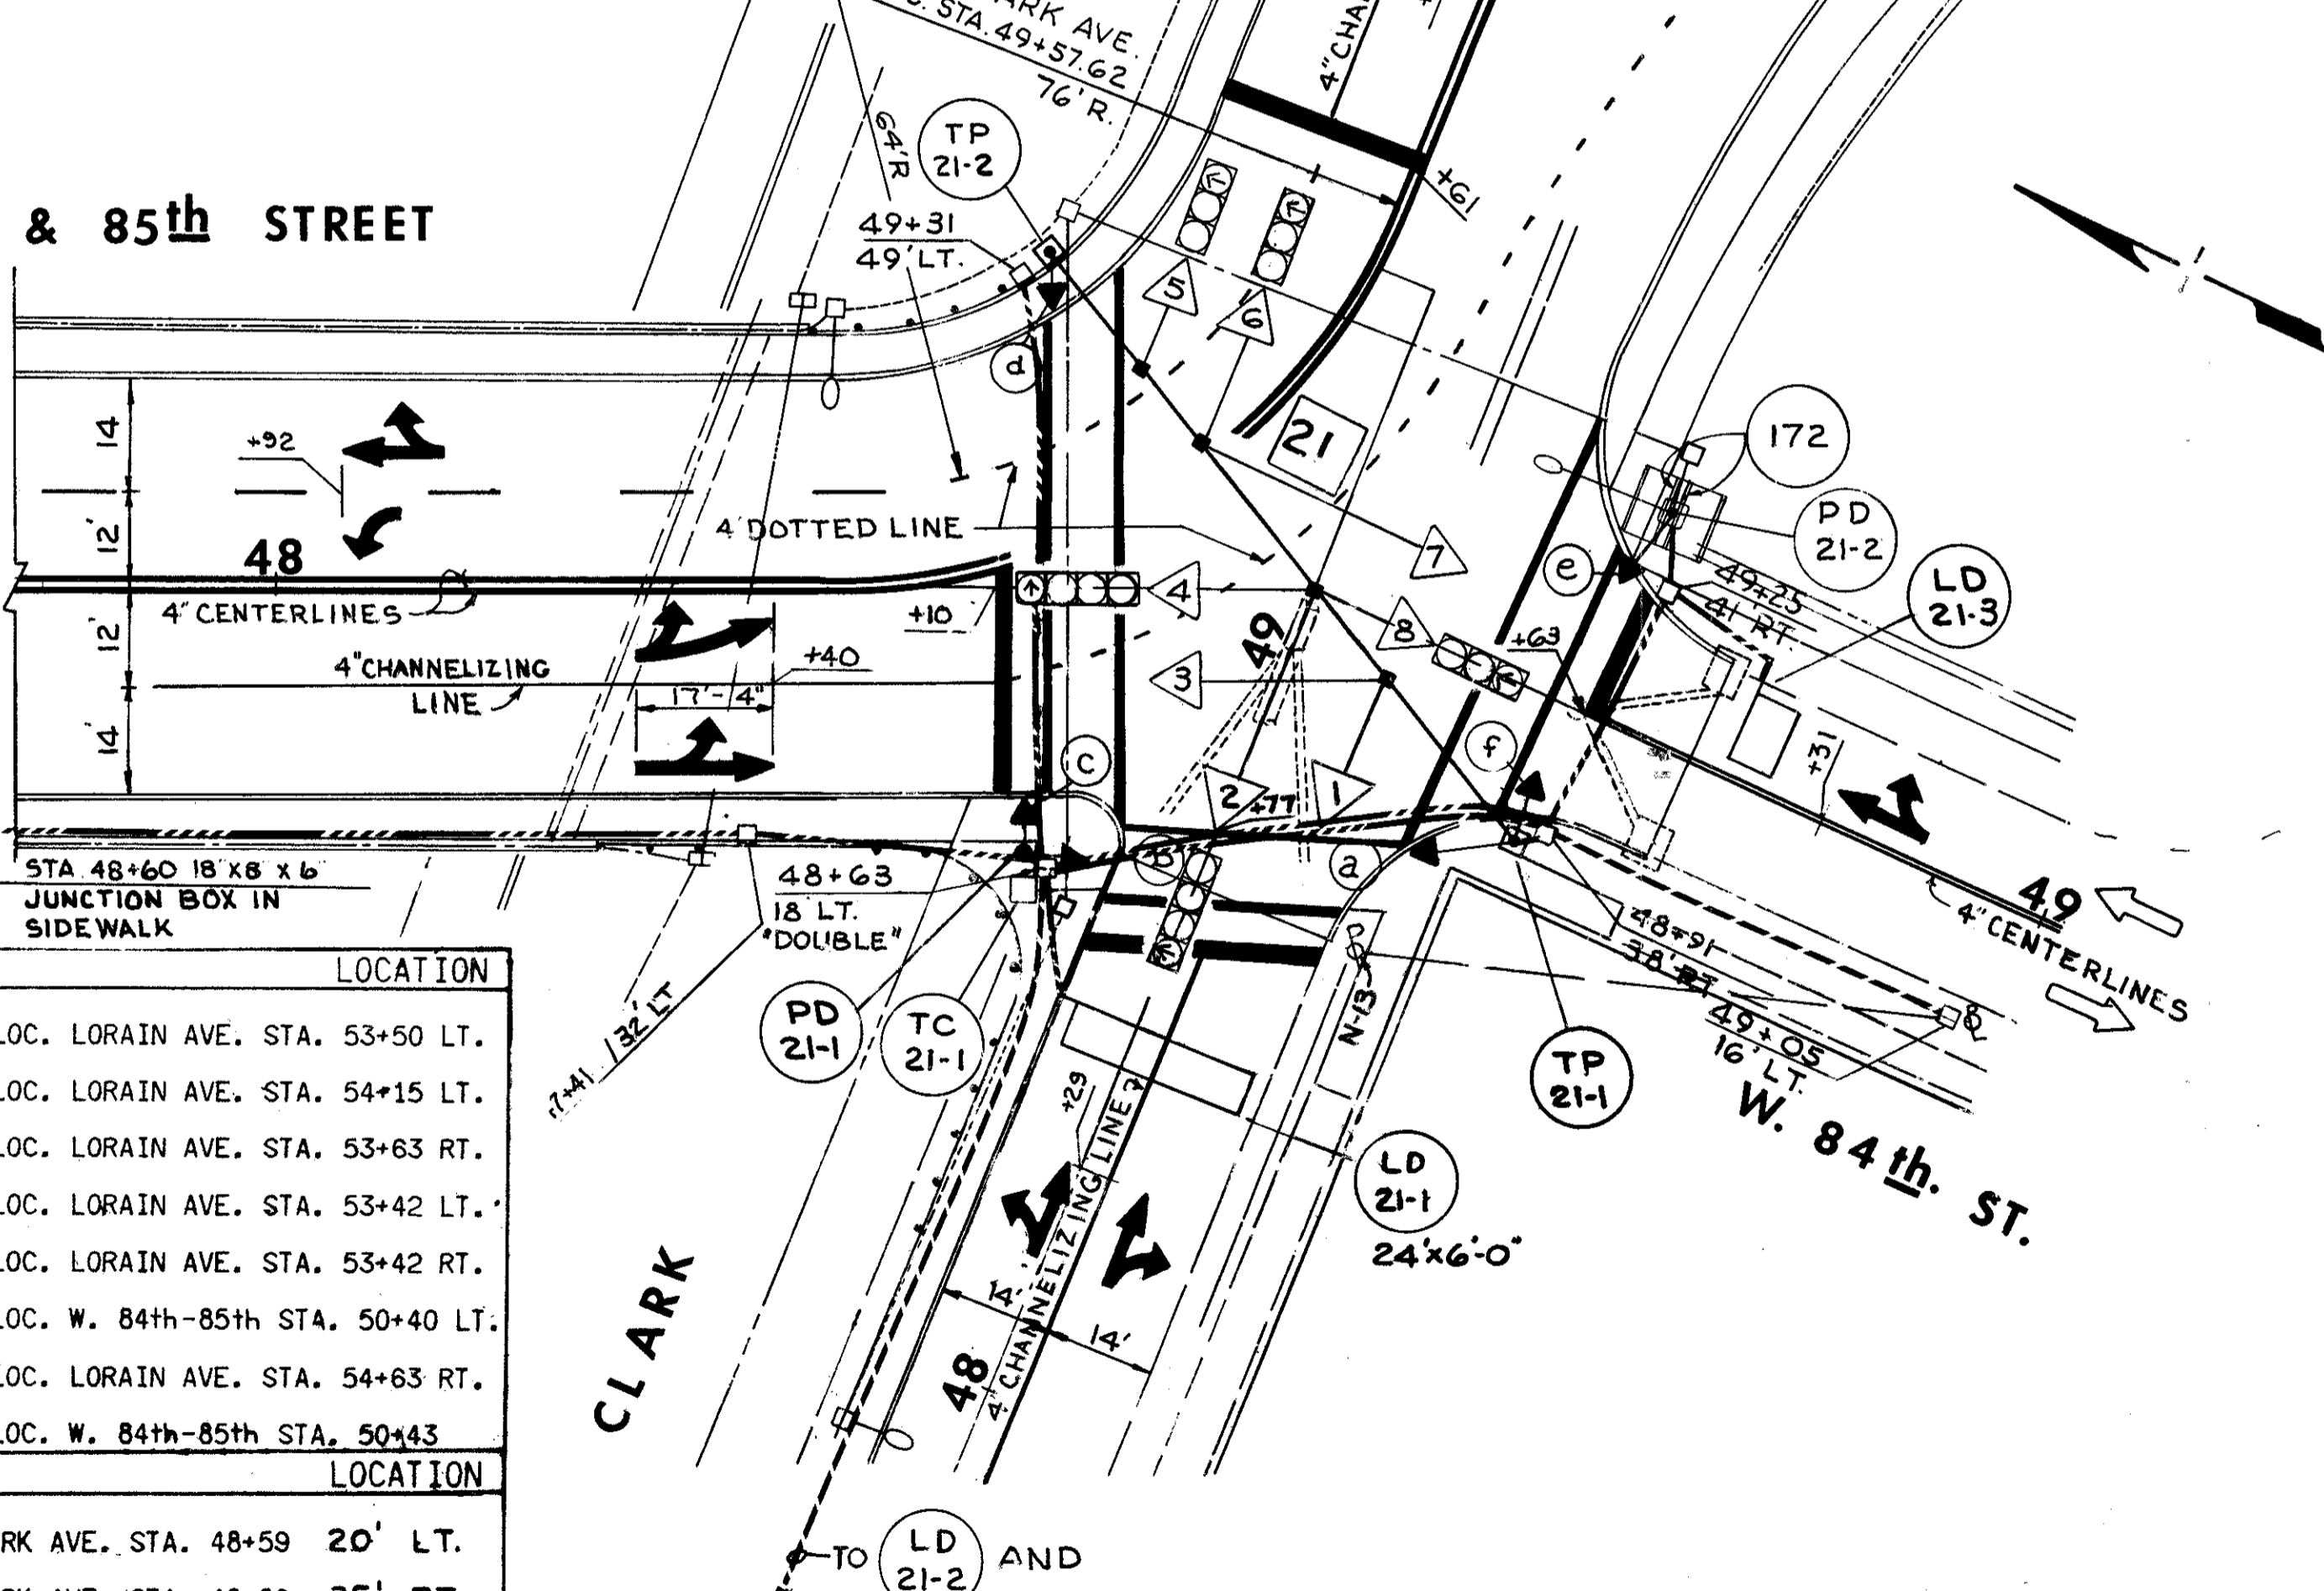 & 85th STREET
ARK AVE.
STA. 49+57.62
76' R.
4" CHA
64'R
TP
21-2
49+31
49' LT.
+61
5
6
d
21
172
PD
21-2
LD
21-3
14
12'
12'
14'
+92
48
4' DOTTED LINE
7
e
49+25
41' RT.
4" CENTERLINES
+10
4
8
+63
49
4" CHANNELIZING
LINE
+40
17'-4"
3
c
f
+31
2
+77
1
a
STA. 48+60 18"X8"X6"
JUNCTION BOX IN
SIDEWALK
48+63
18' LT.
"DOUBLE"
49
4" CENTERLINES
48+91
38' RT
49+05
16' LT.
W. 84th. ST.
N-13
7+41 / 32' LT
PD
21-1
TC
21-1
TP
21-1
+29
LD
21-1
24'x6'-0"
14'
14'
48
4" CHANNELIZING LINE
CLARK
LOCATION
LOC. LORAIN AVE. STA. 53+50 LT.
LOC. LORAIN AVE. STA. 54+15 LT.
LOC. LORAIN AVE. STA. 53+63 RT.
LOC. LORAIN AVE. STA. 53+42 LT.
LOC. LORAIN AVE. STA. 53+42 RT.
LOC. W. 84th-85th STA. 50+40 LT.
LOC. LORAIN AVE. STA. 54+63 RT.
LOC. W. 84th-85th STA. 50+43
LOCATION
RK AVE. STA. 48+59 20' LT.
TO LD 21-2 AND